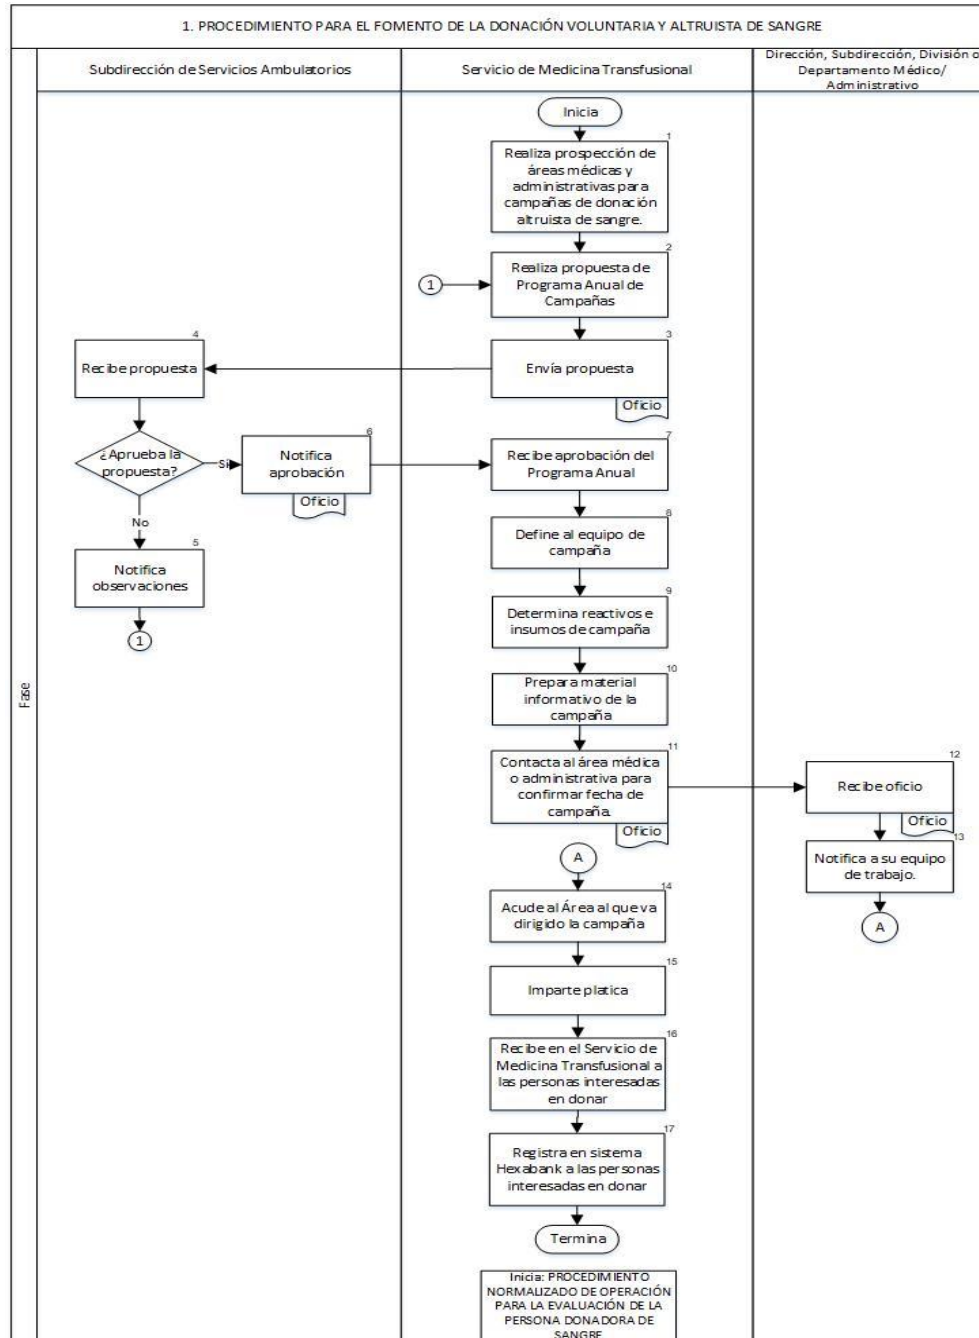 1. PROCEDIMIENTO PARA EL FOMENTO DE LA DONACIÓN VOLUNTARIA Y ALTRUISTA DE SANGRE
Subdirección de Servicios Ambulatorios
Servicio de Medicina Transfusional
Dirección, Subdirección, División o
Departamento Médico/
Administrativo
Fase
Inicia
1
Realiza prospección de
áreas médicas y
administrativas para
campañas de donación
altruista de sangre.
2
1
Realiza propuesta de
Programa Anual de
Campañas
3
Envía propuesta
Oficio
4
Recibe propuesta
¿Aprueba la
propuesta?
Si
No
6
Notifica
aprobación
Oficio
5
Notifica
observaciones
1
7
Recibe aprobación del
Programa Anual
8
Define al equipo de
campaña
9
Determina reactivos e
insumos de campaña
10
Prepara material
informativo de la
campaña
11
Contacta al área médica
o administrativa para
confirmar fecha de
campaña.
Oficio
12
Recibe oficio
Oficio
13
Notifica a su equipo
de trabajo.
A
A
14
Acude al Área al que va
dirigido la campaña
15
Imparte platica
16
Recibe en el Servicio de
Medicina Transfusional a
las personas interesadas
en donar
17
Registra en sistema
Hexabank a las personas
interesadas en donar
Termina
Inicia: PROCEDIMIENTO
NORMALIZADO DE OPERACIÓN
PARA LA EVALUACIÓN DE LA
PERSONA DONADORA DE
SANGRE